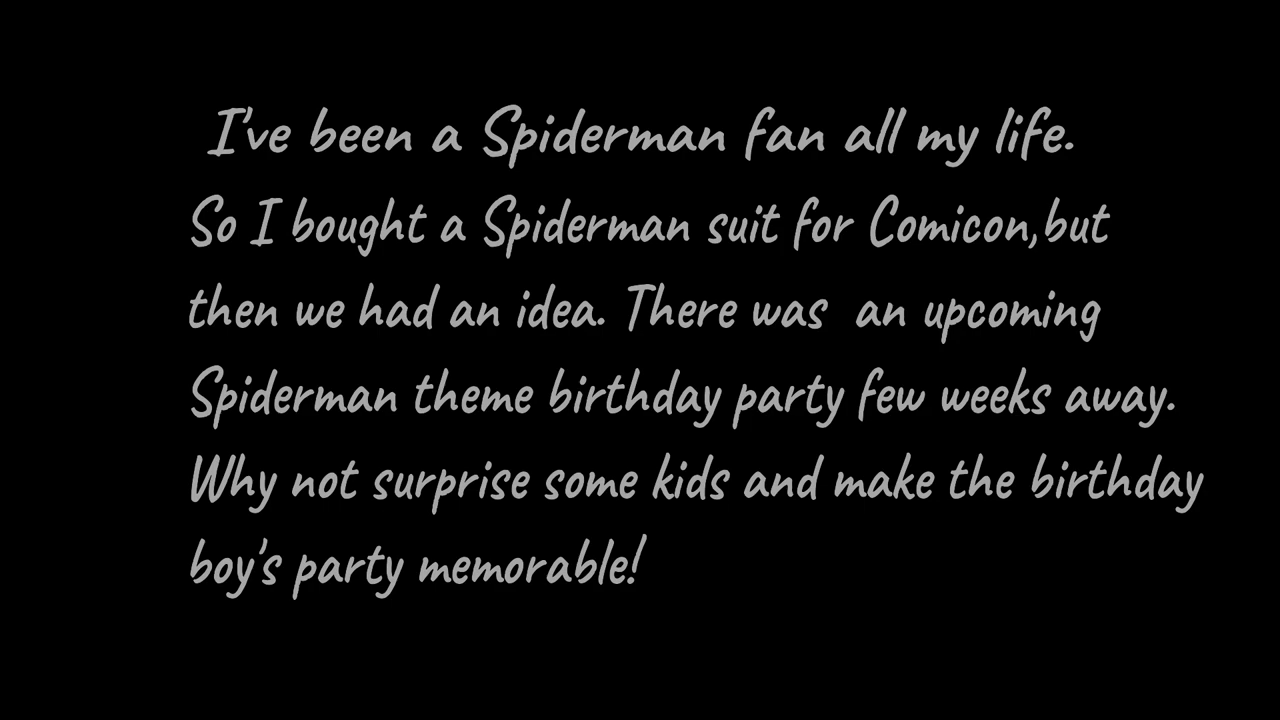 I've been a Spiderman fan all my life.
So I bought a Spiderman suit for Comicon,but
then we had an idea. There was  an upcoming
Spiderman theme birthday party few weeks away.
Why not surprise some kids and make the birthday
boy's party memorable!